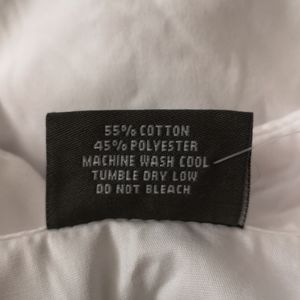 55% COTTON
45% POLYESTER
MACHINE WASH COOL
TUMBLE DRY LOW
DO NOT BLEACH